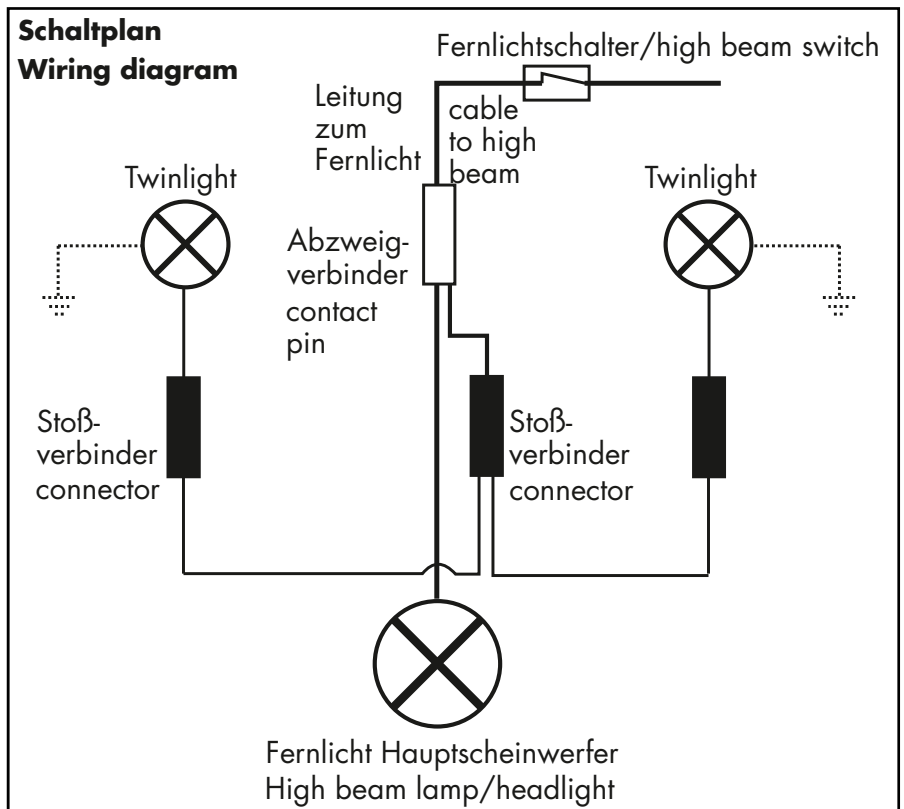 Schaltplan
Wiring diagram
Fernlichtschalter/high beam switch
Leitung
zum
Fernlicht
cable
to high
beam
Twinlight
Twinlight
Abzweig-
verbinder
contact
pin
Stoß-
verbinder
connector
Stoß-
verbinder
connector
Fernlicht Hauptscheinwerfer
High beam lamp/headlight